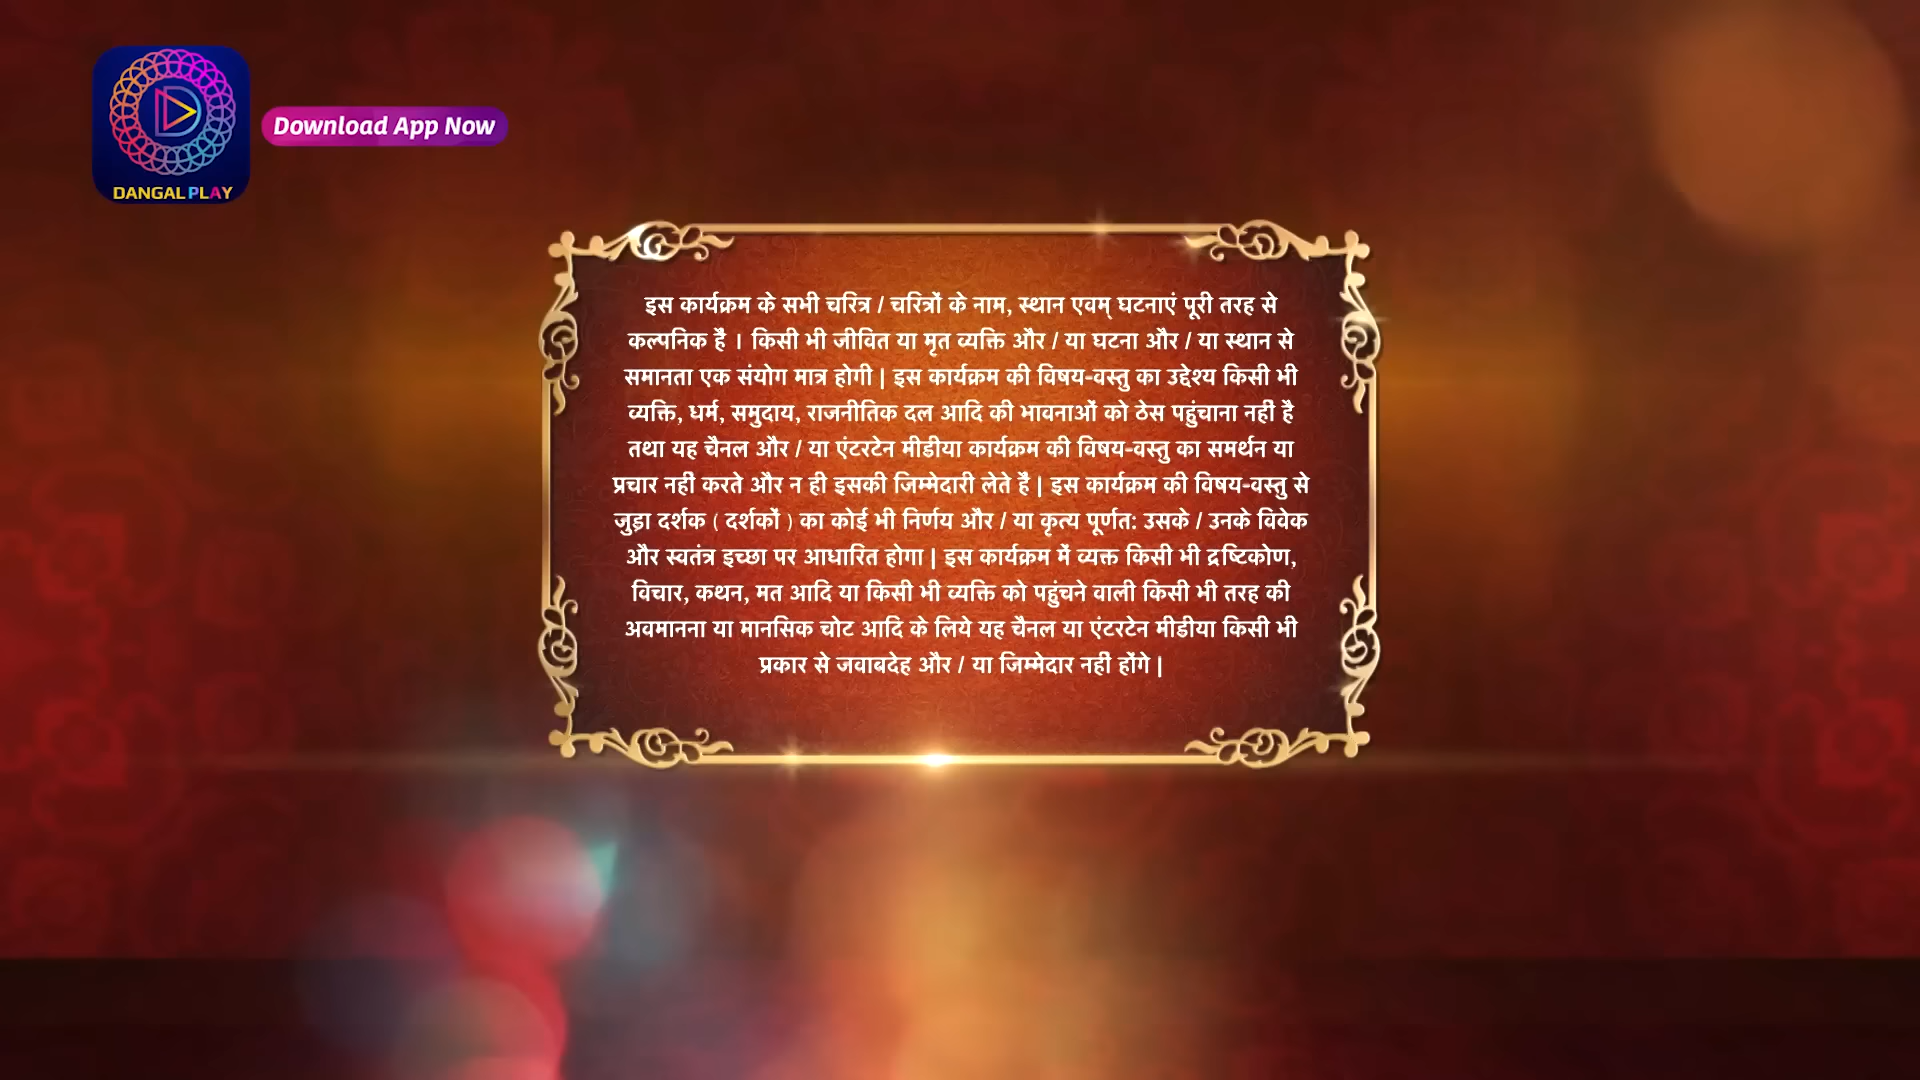 DANGAL PLAY
Download App Now
इस कार्यक्रम के सभी चरित्र / चरित्रों के नाम, स्थान एवम् घटनाएं पूरी तरह से
कल्पनिक हैं । किसी भी जीवित या मृत व्यक्ति और / या घटना और / या स्थान से
समानता एक संयोग मात्र होगी | इस कार्यक्रम की विषय-वस्तु का उद्देश्य किसी भी
व्यक्ति, धर्म, समुदाय, राजनीतिक दल आदि की भावनाओं को ठेस पहुंचाना नहीं है
तथा यह चैनल और / या एंटरटेन मीडीया कार्यक्रम की विषय-वस्तु का समर्थन या
प्रचार नहीं करते और न ही इसकी जिम्मेदारी लेते हैं | इस कार्यक्रम की विषय-वस्तु से
जुड़ा दर्शक ( दर्शकों ) का कोई भी निर्णय और / या कृत्य पूर्णत: उसके / उनके विवेक
और स्वतंत्र इच्छा पर आधारित होगा | इस कार्यक्रम में व्यक्त किसी भी द्रष्टिकोण,
विचार, कथन, मत आदि या किसी भी व्यक्ति को पहुंचने वाली किसी भी तरह की
अवमानना या मानसिक चोट आदि के लिये यह चैनल या एंटरटेन मीडीया किसी भी
प्रकार से जवाबदेह और / या जिम्मेदार नहीं होंगे |